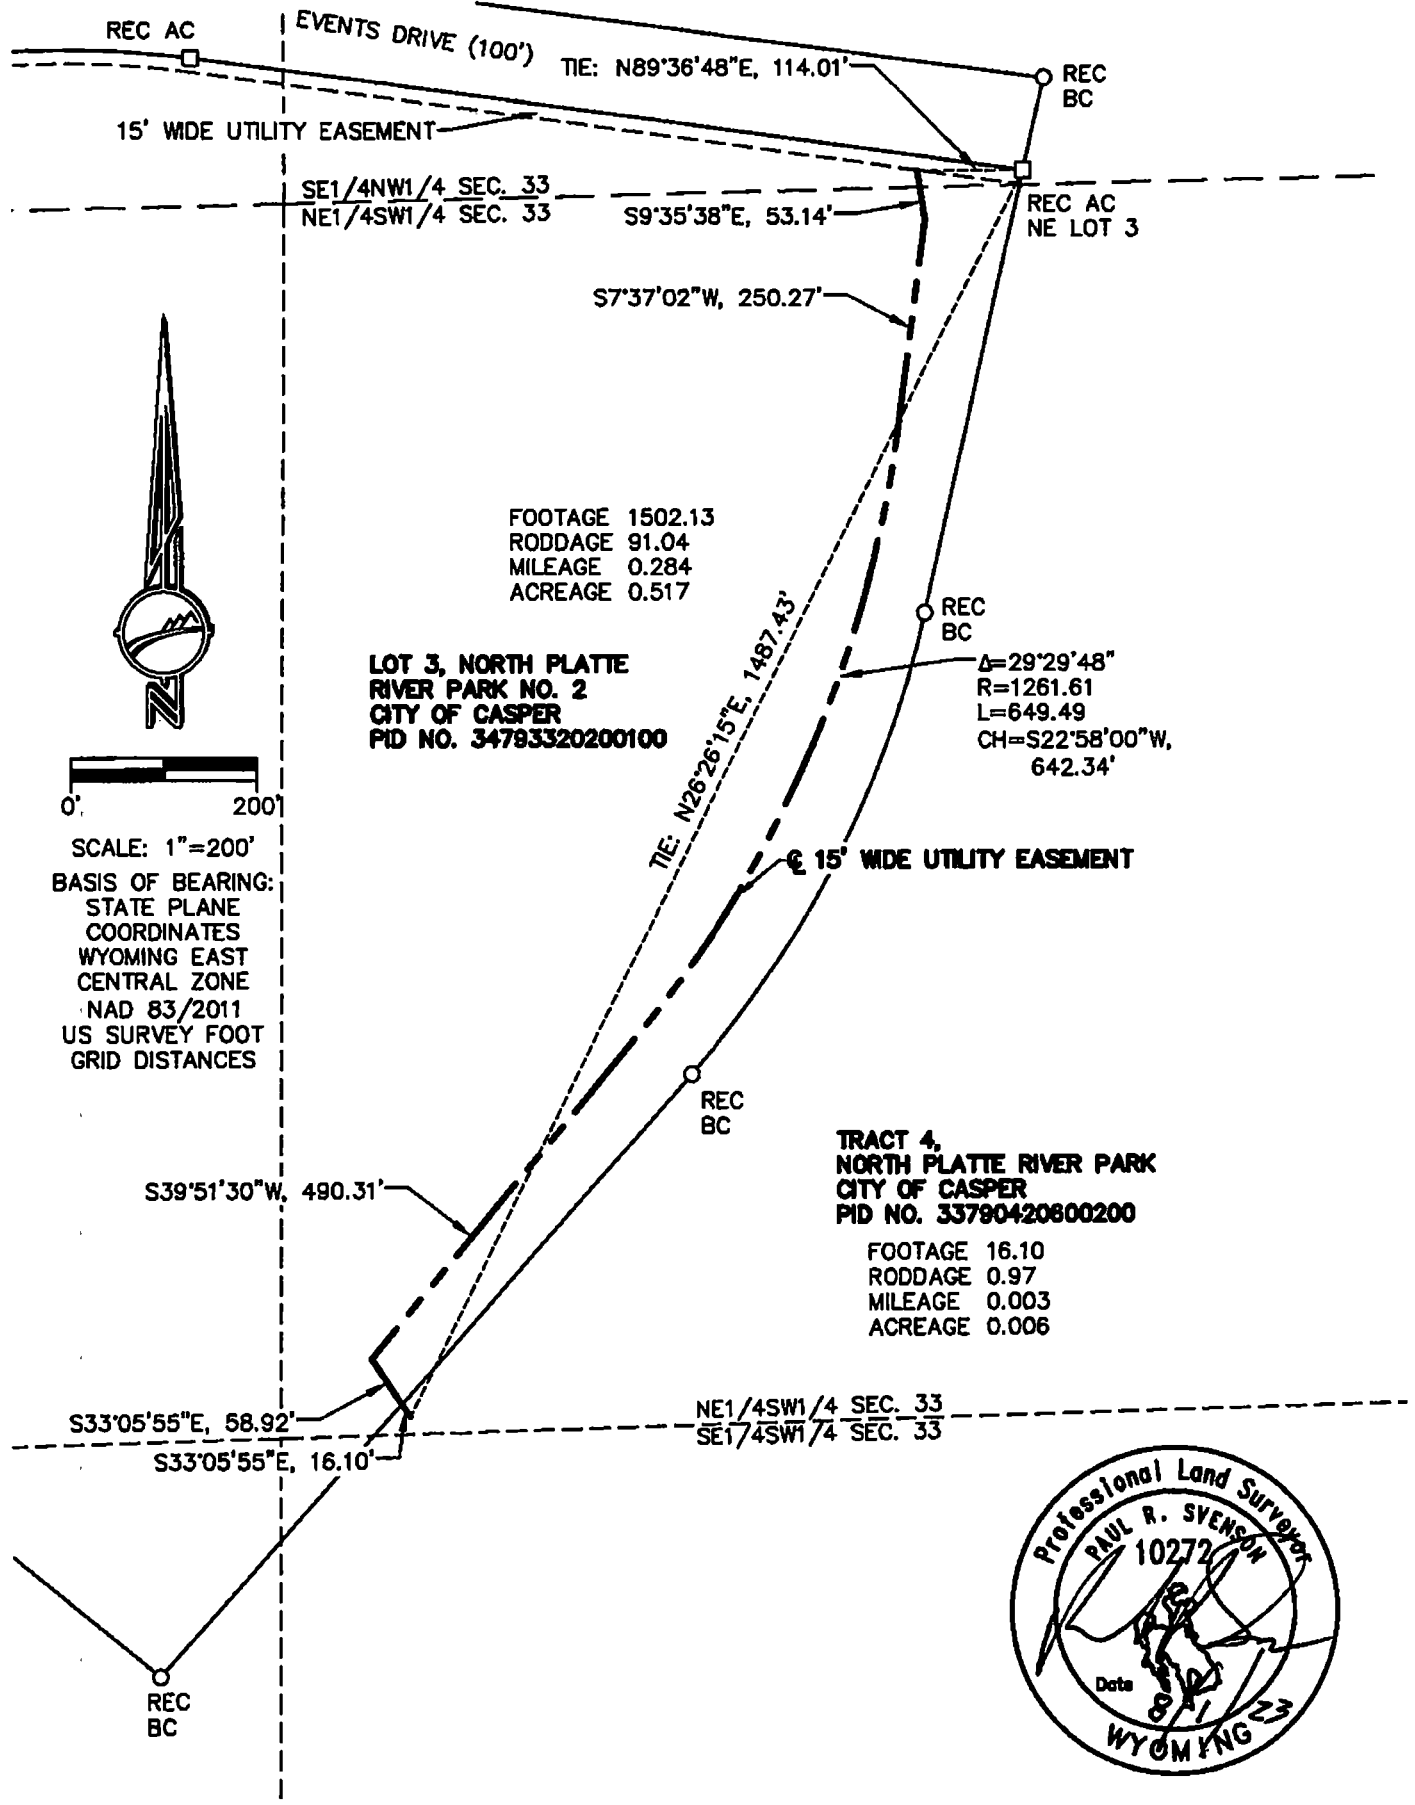 REC AC
EVENTS DRIVE (100')
TIE: N89°36'48"E, 114.01'
REC
BC
15' WIDE UTILITY EASEMENT
SE1/4NW1/4 SEC. 33
NE1/4SW1/4 SEC. 33
S9°35'38"E, 53.14'
REC AC
NE LOT 3
S7°37'02"W, 250.27'
FOOTAGE 1502.13
RODDAGE 91.04
MILEAGE 0.284
ACREAGE 0.517
REC
BC
LOT 3, NORTH PLATTE
RIVER PARK NO. 2
CITY OF CASPER
PID NO. 34793320200100
TIE: N26°26'15"E, 1487.43'
Δ=29°29'48"
R=1261.61
L=649.49
CH=S22°58'00"W,
642.34'
N
0' 200'
SCALE: 1"=200'
BASIS OF BEARING:
STATE PLANE
COORDINATES
WYOMING EAST
CENTRAL ZONE
NAD 83/2011
US SURVEY FOOT
GRID DISTANCES
℄ 15' WIDE UTILITY EASEMENT
REC
BC
TRACT 4,
NORTH PLATTE RIVER PARK
CITY OF CASPER
PID NO. 33790420600200
FOOTAGE 16.10
RODDAGE 0.97
MILEAGE 0.003
ACREAGE 0.006
S39°51'30"W, 490.31'
S33°05'55"E, 58.92'
S33°05'55"E, 16.10'
NE1/4SW1/4 SEC. 33
SE1/4SW1/4 SEC. 33
REC
BC
Professional Land Surveyor
PAUL R. SVENSON
10272
Date
8/1/23
WYOMING